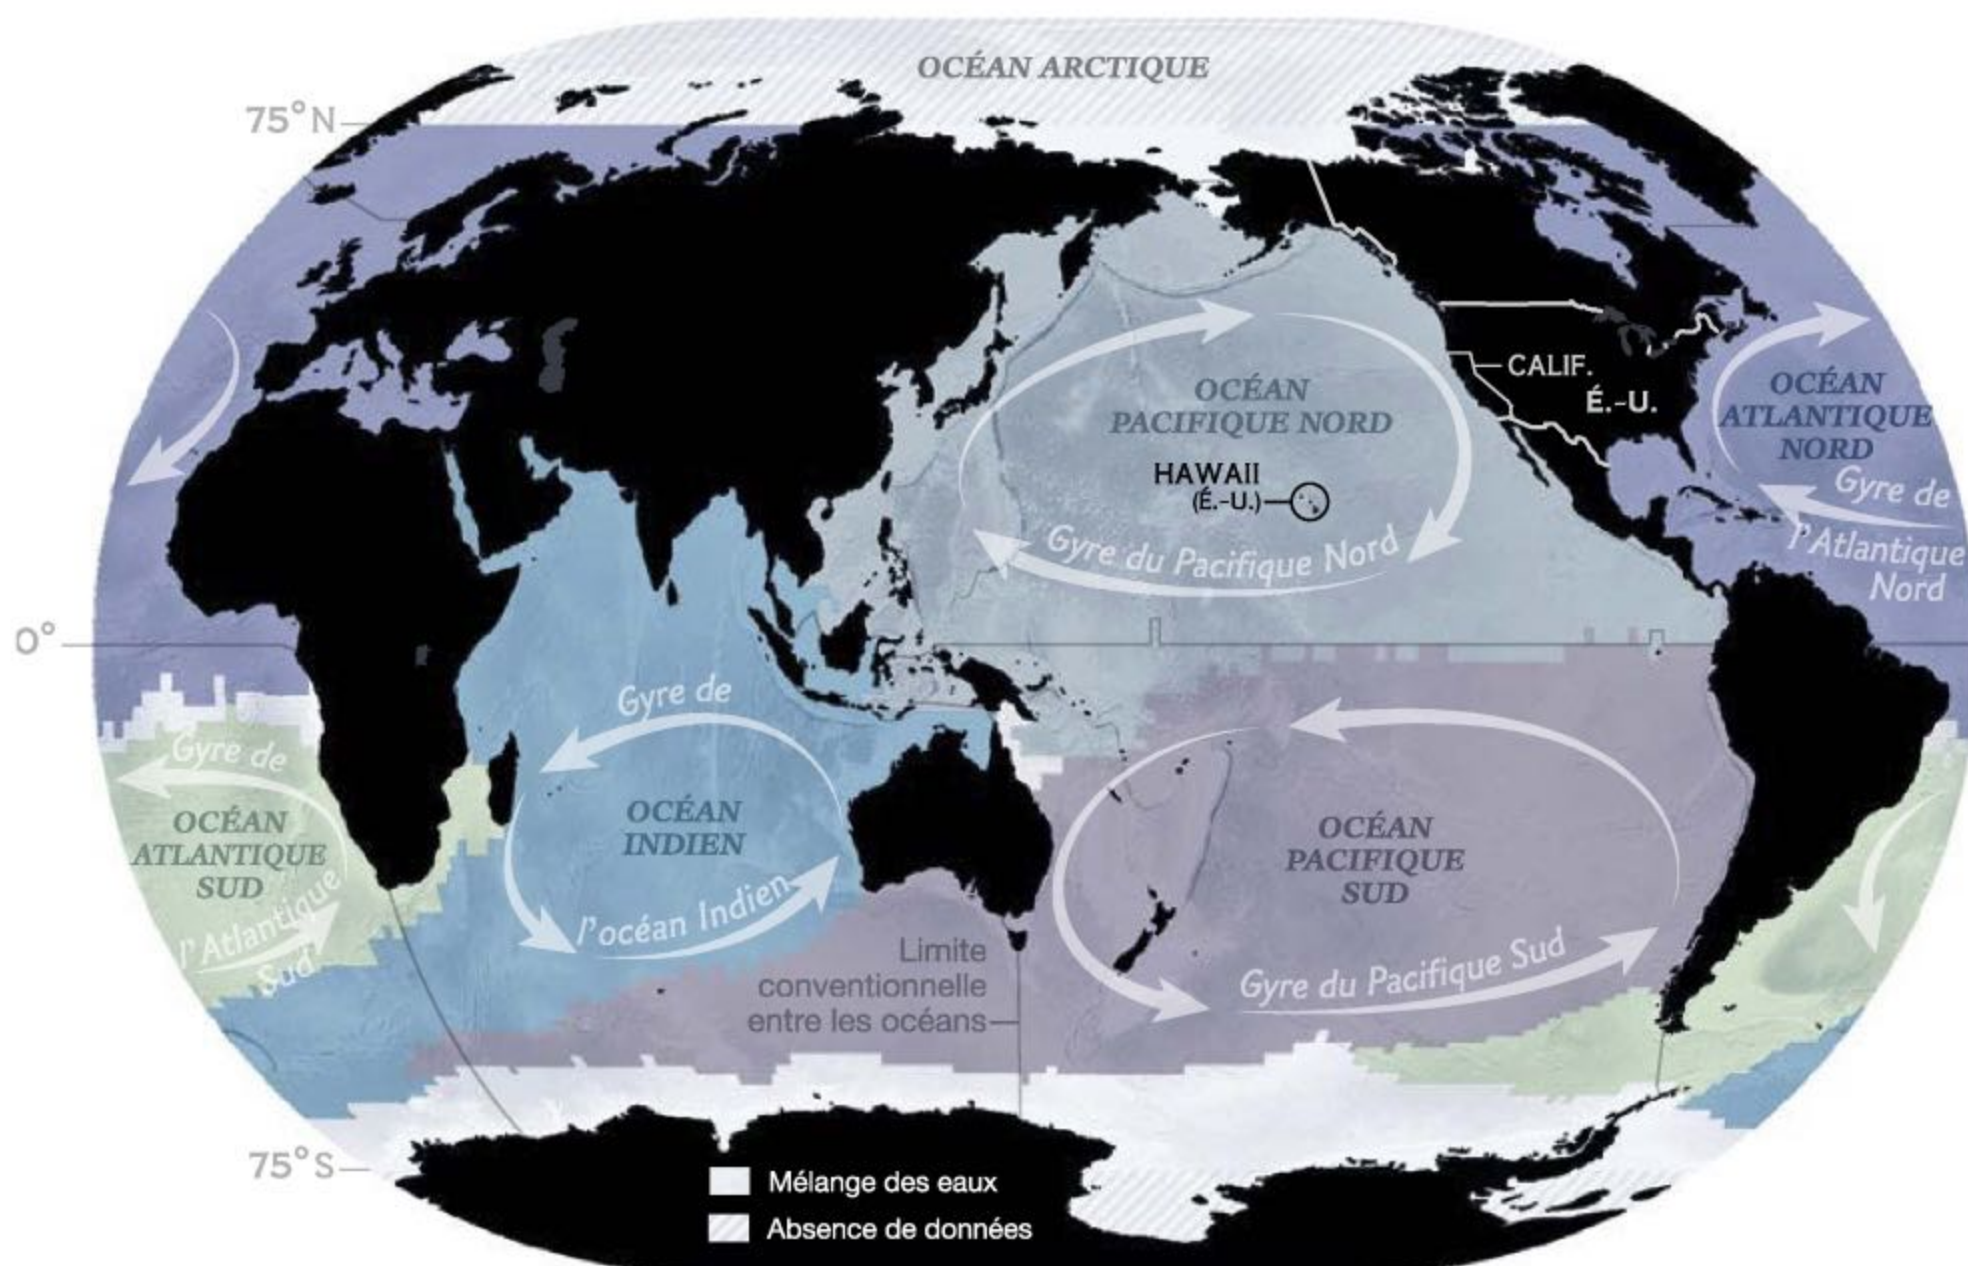 OCÉAN ARCTIQUE
75°N
CALIF.
É.-U.
OCÉAN
PACIFIQUE NORD
HAWAII
(É.-U.)
Gyre du Pacifique Nord
OCÉAN
ATLANTIQUE
NORD
Gyre de
l'Atlantique
Nord
0°
Gyre de
l'océan Indien
OCÉAN
INDIEN
Gyre de
l'Atlantique
Sud
OCÉAN
ATLANTIQUE
SUD
OCÉAN
PACIFIQUE
SUD
Gyre du Pacifique Sud
Limite
conventionnelle
entre les océans
75°S
Mélange des eaux
Absence de données